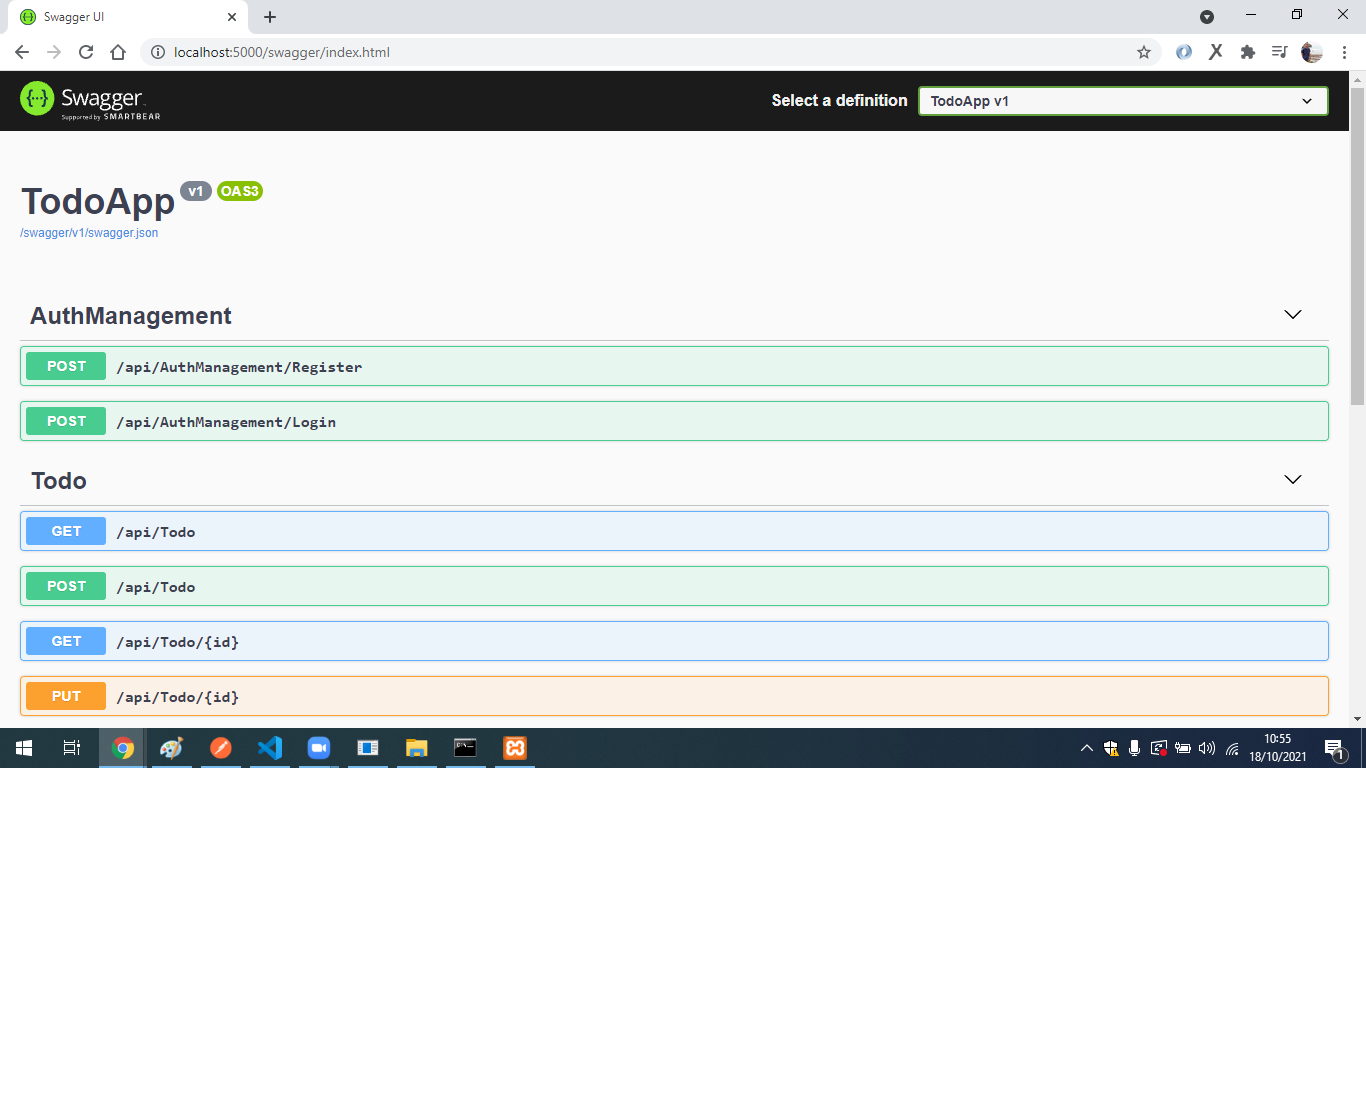 Swagger UI
localhost:5000/swagger/index.html
Swagger
Supported by SMARTBEAR
Select a definition
TodoApp v1
TodoApp v1 OAS3
/swagger/v1/swagger.json
AuthManagement
POST /api/AuthManagement/Register
POST /api/AuthManagement/Login
Todo
GET /api/Todo
POST /api/Todo
GET /api/Todo/{id}
PUT /api/Todo/{id}
10:55
18/10/2021
1